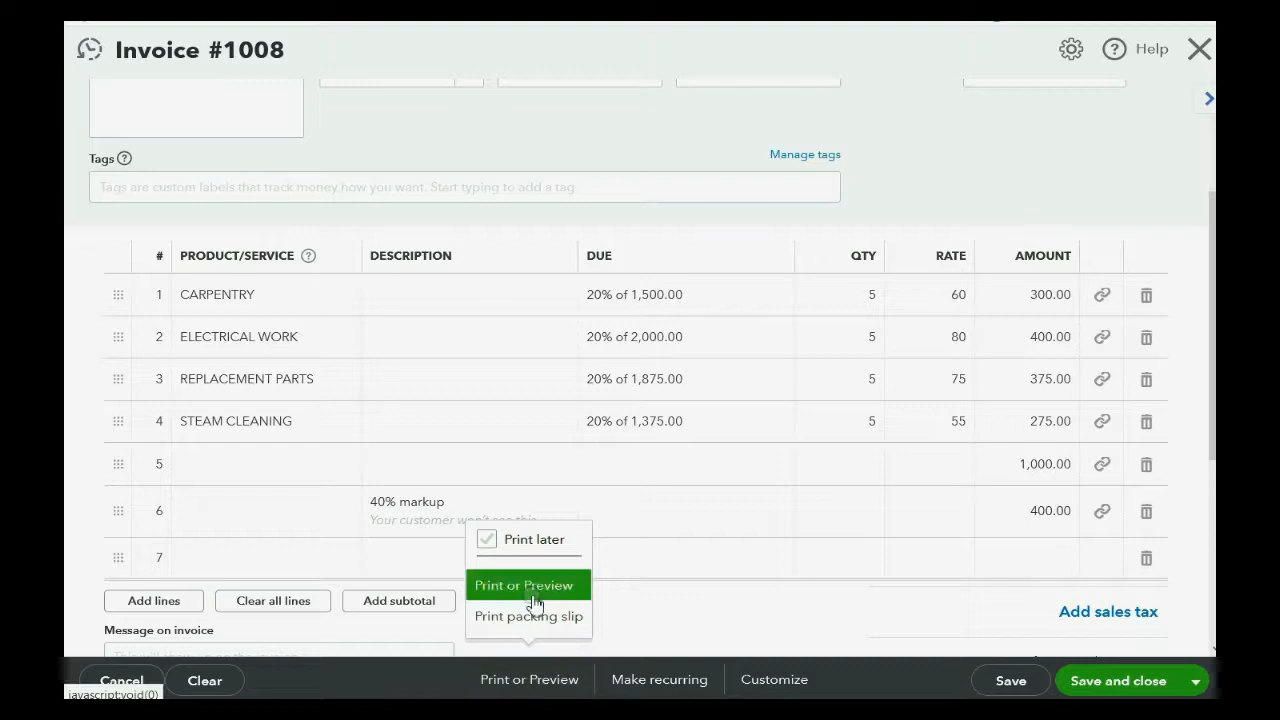 Invoice #1008
Help
Tags
Manage tags
Tags are custom labels that track money how you want. Start typing to add a tag
# PRODUCT/SERVICE DESCRIPTION DUE QTY RATE AMOUNT
1 CARPENTRY 20% of 1,500.00 5 60 300.00
2 ELECTRICAL WORK 20% of 2,000.00 5 80 400.00
3 REPLACEMENT PARTS 20% of 1,875.00 5 75 375.00
4 STEAM CLEANING 20% of 1,375.00 5 55 275.00
5 1,000.00
6 40% markup 400.00
Your customer won't see this
Print later
7
Print or Preview
Add lines Clear all lines Add subtotal Print packing slip Add sales tax
Message on invoice
Cancel Clear Print or Preview Make recurring Customize Save Save and close
javascript:void(0)